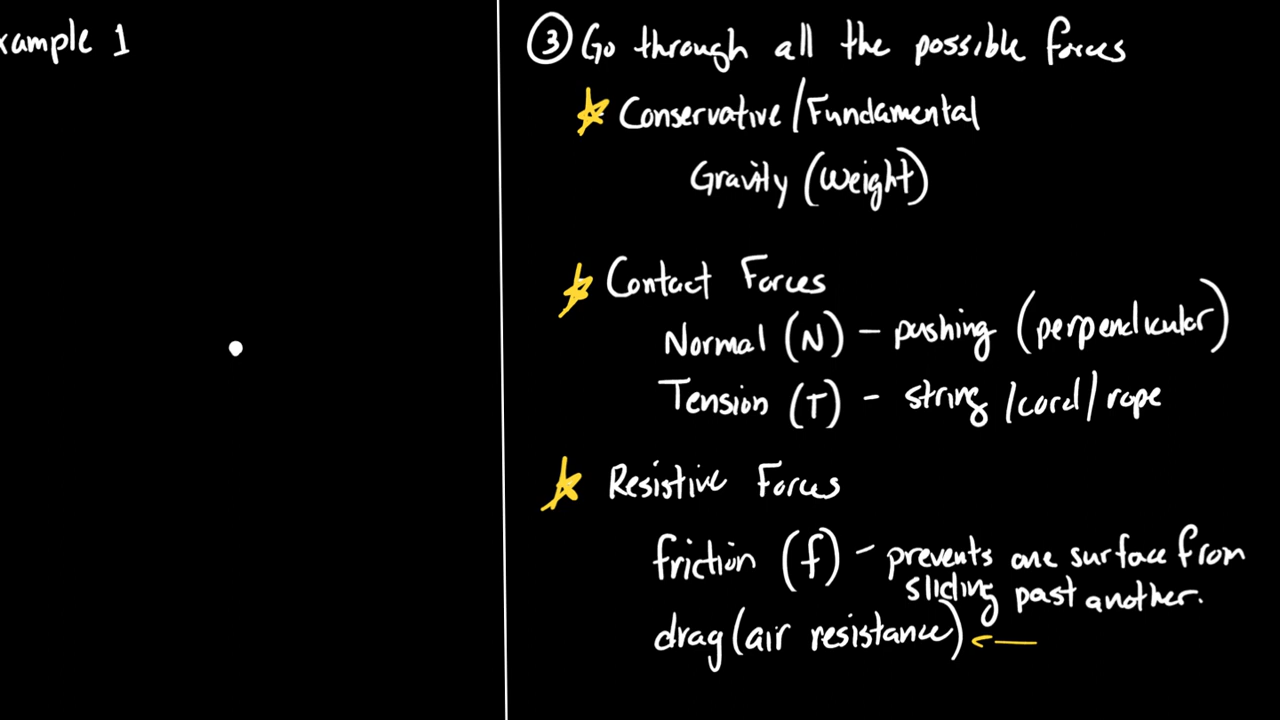 xample 1
③ Go through all the possible forces
Conservative/Fundamental
Gravity (Weight)
Contact Forces
Normal (N) – pushing (perpendicular)
Tension (T) – string/cord/rope
Resistive Forces
friction (f) – prevents one surface from
sliding past another.
drag (air resistance) ←